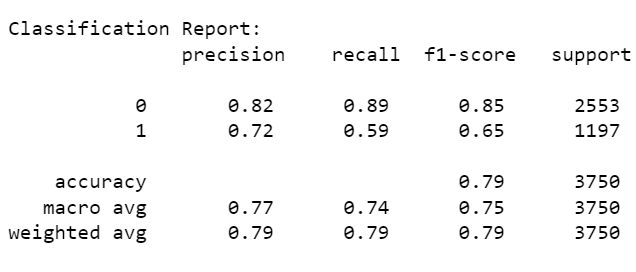 Classification Report:
precision recall f1-score support
0 0.82 0.89 0.85 2553
1 0.72 0.59 0.65 1197
accuracy 0.79 3750
macro avg 0.77 0.74 0.75 3750
weighted avg 0.79 0.79 0.79 3750